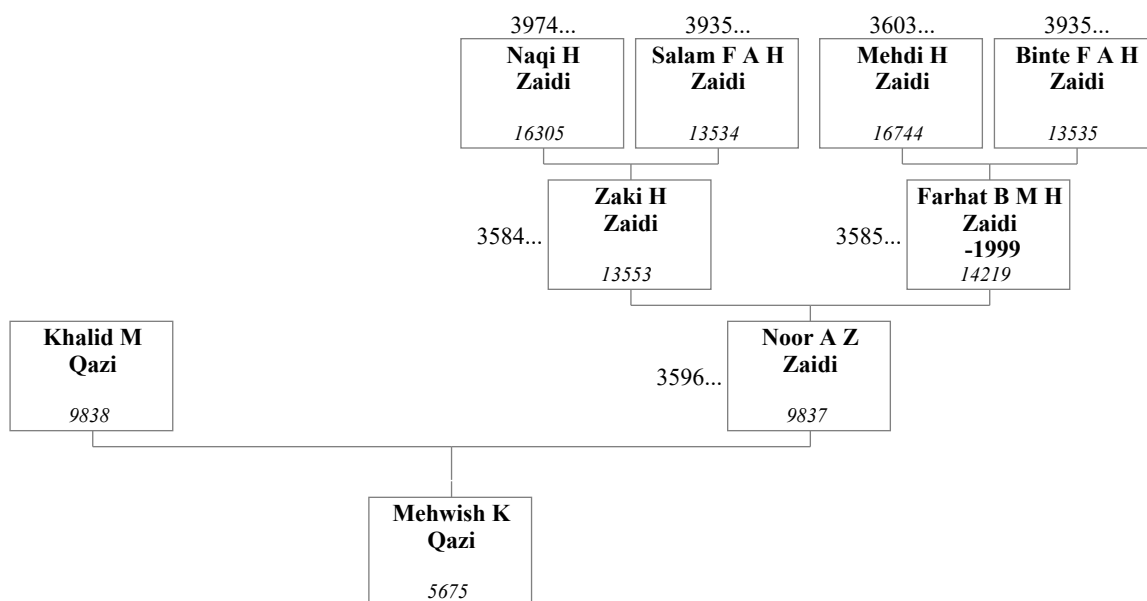 3974... 3935... 3603... 3935...
Naqi H
Zaidi
16305
Salam F A H
Zaidi
13534
Mehdi H
Zaidi
16744
Binte F A H
Zaidi
13535
3584...
Zaki H
Zaidi
13553
3585...
Farhat B M H
Zaidi
-1999
14219
Khalid M
Qazi
9838
3596...
Noor A Z
Zaidi
9837
Mehwish K
Qazi
5675